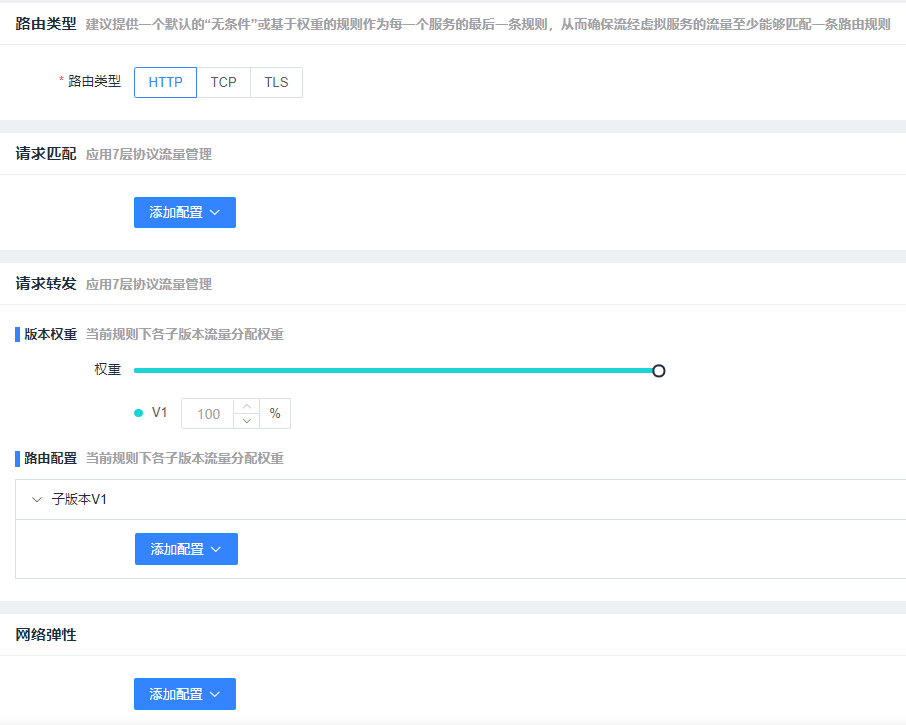 路由类型 建议提供一个默认的“无条件”或基于权重的规则作为每一个服务的最后一条规则，从而确保流经虚拟服务的流量至少能够匹配一条路由规则
* 路由类型 HTTP TCP TLS
请求匹配 应用7层协议流量管理
添加配置
请求转发 应用7层协议流量管理
版本权重 当前规则下各子版本流量分配权重
权重
V1 100 %
路由配置 当前规则下各子版本流量分配权重
子版本V1
添加配置
网络弹性
添加配置